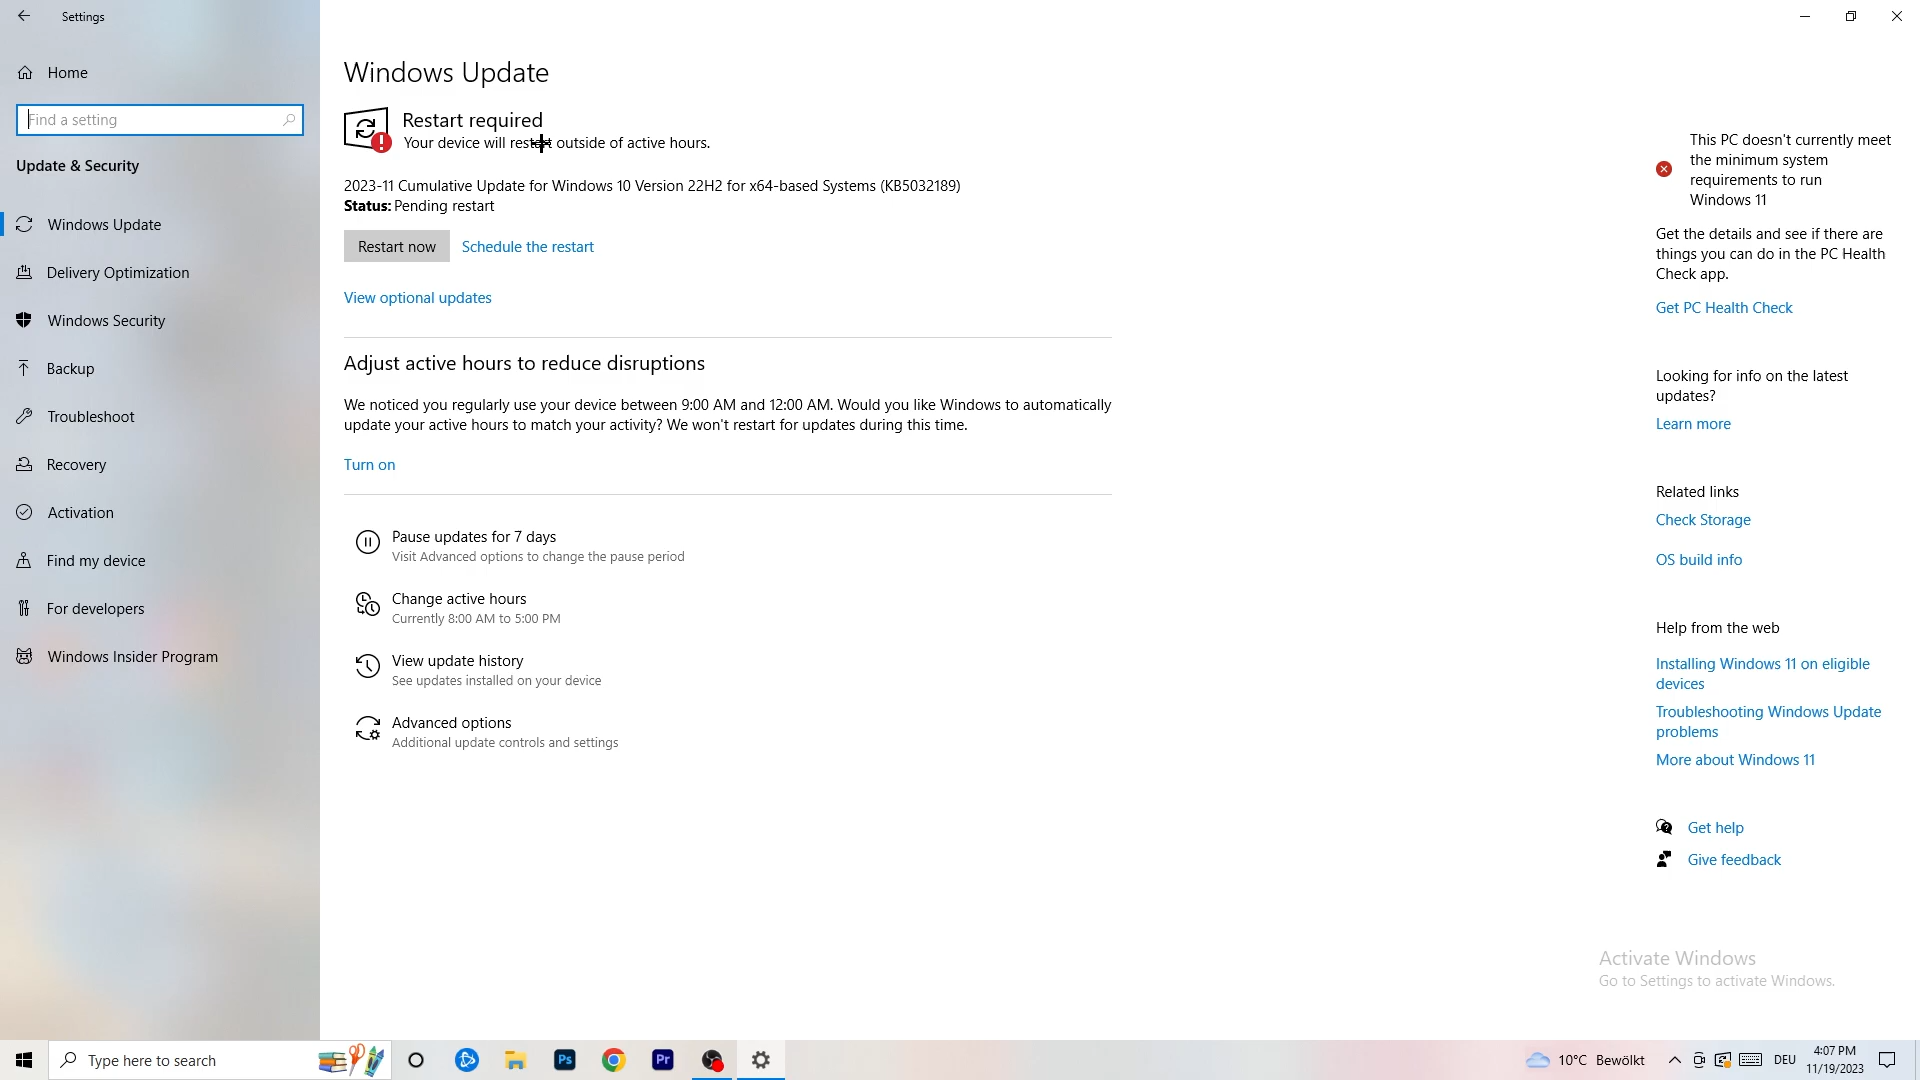 Settings
Home
Find a setting
Update & Security
Windows Update
Delivery Optimization
Windows Security
Backup
Troubleshoot
Recovery
Activation
Find my device
For developers
Windows Insider Program
Windows Update
Restart required
Your device will restart outside of active hours.
2023-11 Cumulative Update for Windows 10 Version 22H2 for x64-based Systems (KB5032189)
Status: Pending restart
Restart now
Schedule the restart
View optional updates
Adjust active hours to reduce disruptions
We noticed you regularly use your device between 9:00 AM and 12:00 AM. Would you like Windows to automatically
update your active hours to match your activity? We won't restart for updates during this time.
Turn on
Pause updates for 7 days
Visit Advanced options to change the pause period
Change active hours
Currently 8:00 AM to 5:00 PM
View update history
See updates installed on your device
Advanced options
Additional update controls and settings
This PC doesn't currently meet
the minimum system
requirements to run
Windows 11
Get the details and see if there are
things you can do in the PC Health
Check app.
Get PC Health Check
Looking for info on the latest
updates?
Learn more
Related links
Check Storage
OS build info
Help from the web
Installing Windows 11 on eligible
devices
Troubleshooting Windows Update
problems
More about Windows 11
Get help
Give feedback
Activate Windows
Go to Settings to activate Windows.
Type here to search
Ps
Pr
10°C Bewölkt
DEU
4:07 PM
11/19/2023